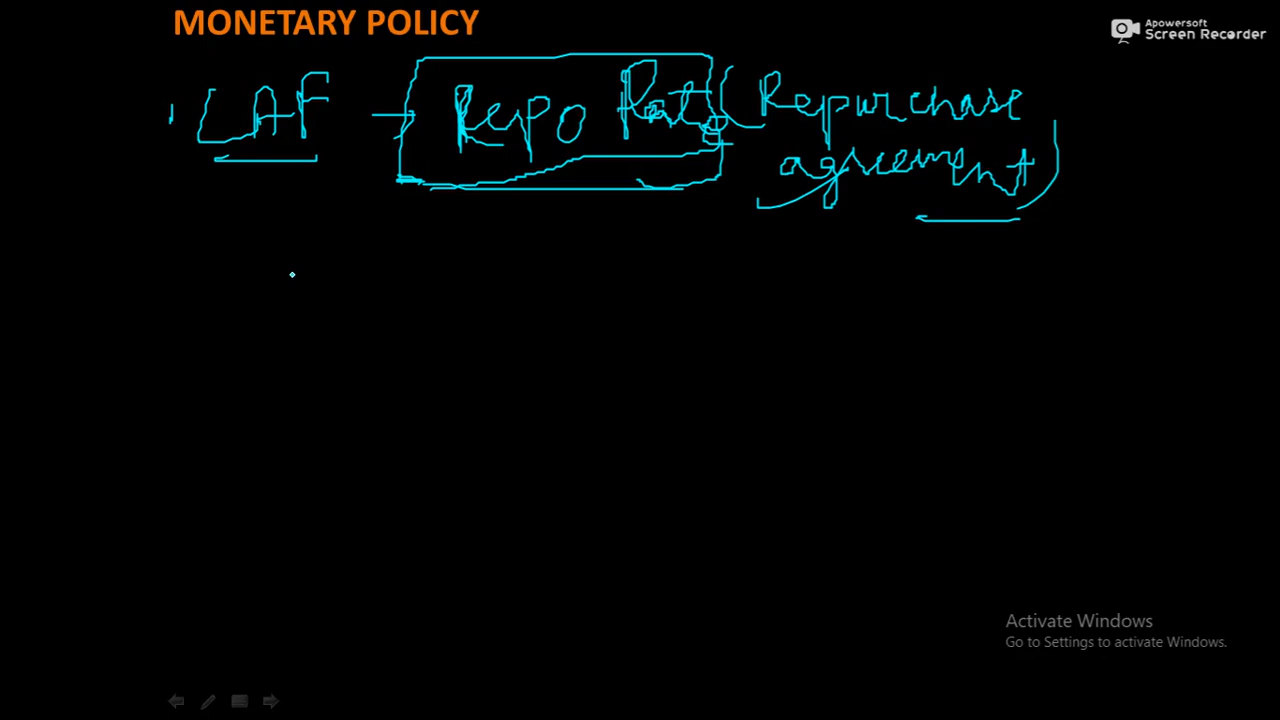 MONETARY POLICY
Apowersoft
Screen Recorder
LAF - Repo Rate (Repurchase
agreement)
Activate Windows
Go to Settings to activate Windows.